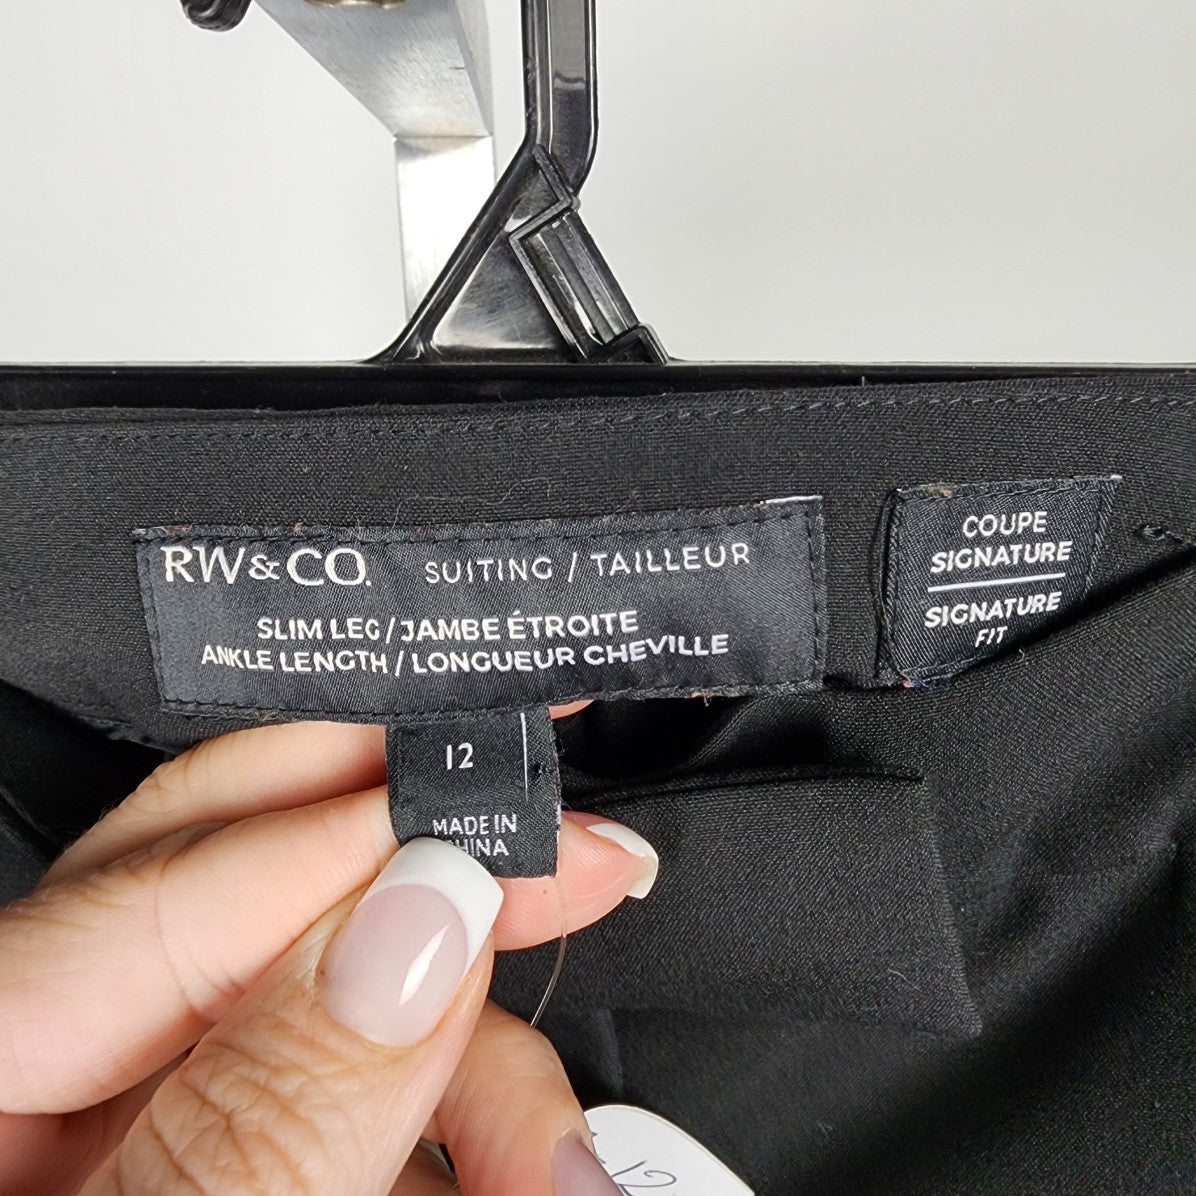 RW&CO. SUITING / TAILLEUR
SLIM LEG / JAMBE ÉTROITE
ANKLE LENGTH / LONGUEUR CHEVILLE
COUPE
SIGNATURE
SIGNATURE
FIT
12
MADE IN
CHINA